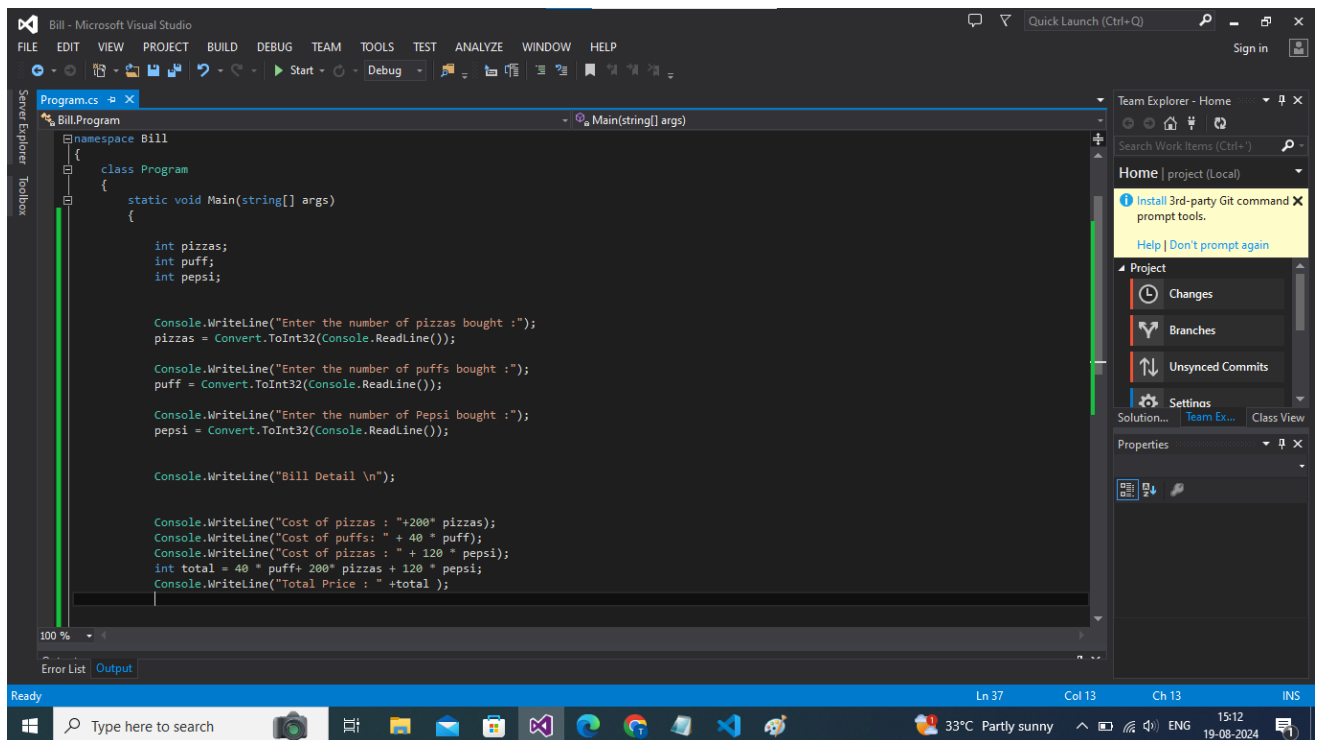 Bill - Microsoft Visual Studio
Quick Launch (Ctrl+Q)
FILE EDIT VIEW PROJECT BUILD DEBUG TEAM TOOLS TEST ANALYZE WINDOW HELP
Sign in
Start Debug
Server Explorer
Toolbox
Program.cs
Bill.Program
Main(string[] args)
namespace Bill
{
class Program
{
static void Main(string[] args)
{
int pizzas;
int puff;
int pepsi;
Console.WriteLine("Enter the number of pizzas bought :");
pizzas = Convert.ToInt32(Console.ReadLine());
Console.WriteLine("Enter the number of puffs bought :");
puff = Convert.ToInt32(Console.ReadLine());
Console.WriteLine("Enter the number of Pepsi bought :");
pepsi = Convert.ToInt32(Console.ReadLine());
Console.WriteLine("Bill Detail \n");
Console.WriteLine("Cost of pizzas : "+200* pizzas);
Console.WriteLine("Cost of puffs: " + 40 * puff);
Console.WriteLine("Cost of pizzas : " + 120 * pepsi);
int total = 40 * puff+ 200* pizzas + 120 * pepsi;
Console.WriteLine("Total Price : " +total );
100 %
Error List Output
Team Explorer - Home
Search Work Items (Ctrl+')
Home | project (Local)
Install 3rd-party Git command
prompt tools.
Help | Don't prompt again
Project
Changes
Branches
Unsynced Commits
Settings
Solution... Team Ex... Class View
Properties
Ready
Ln 37 Col 13 Ch 13 INS
Type here to search
33°C Partly sunny
ENG
15:12
19-08-2024